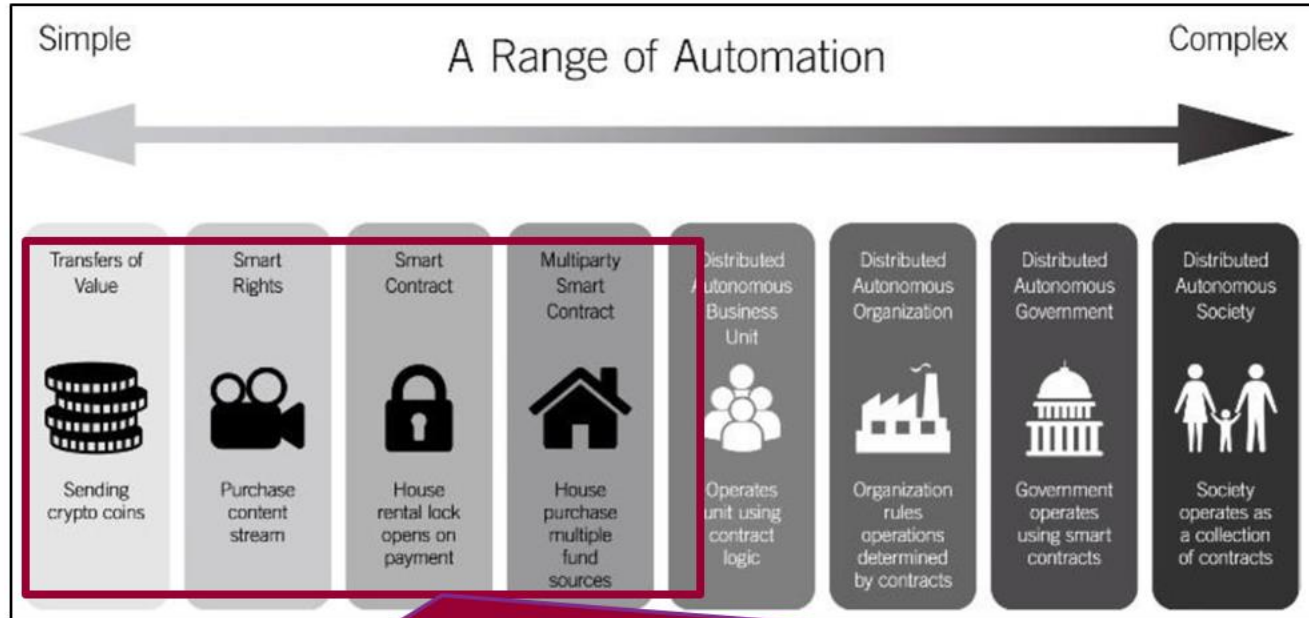 Simple
A Range of Automation
Complex
Transfers of
Value
Sending
crypto coins
Smart
Rights
Purchase
content
stream
Smart
Contract
House
rental lock
opens on
payment
Multiparty
Smart
Contract
House
purchase
multiple
fund
sources
Distributed
Autonomous
Business
Unit
Operates
unit using
contract
logic
Distributed
Autonomous
Organization
Organization
rules
operations
determined
by contracts
Distributed
Autonomous
Government
Government
operates
using smart
contracts
Distributed
Autonomous
Society
Society
operates as
a collection
of contracts